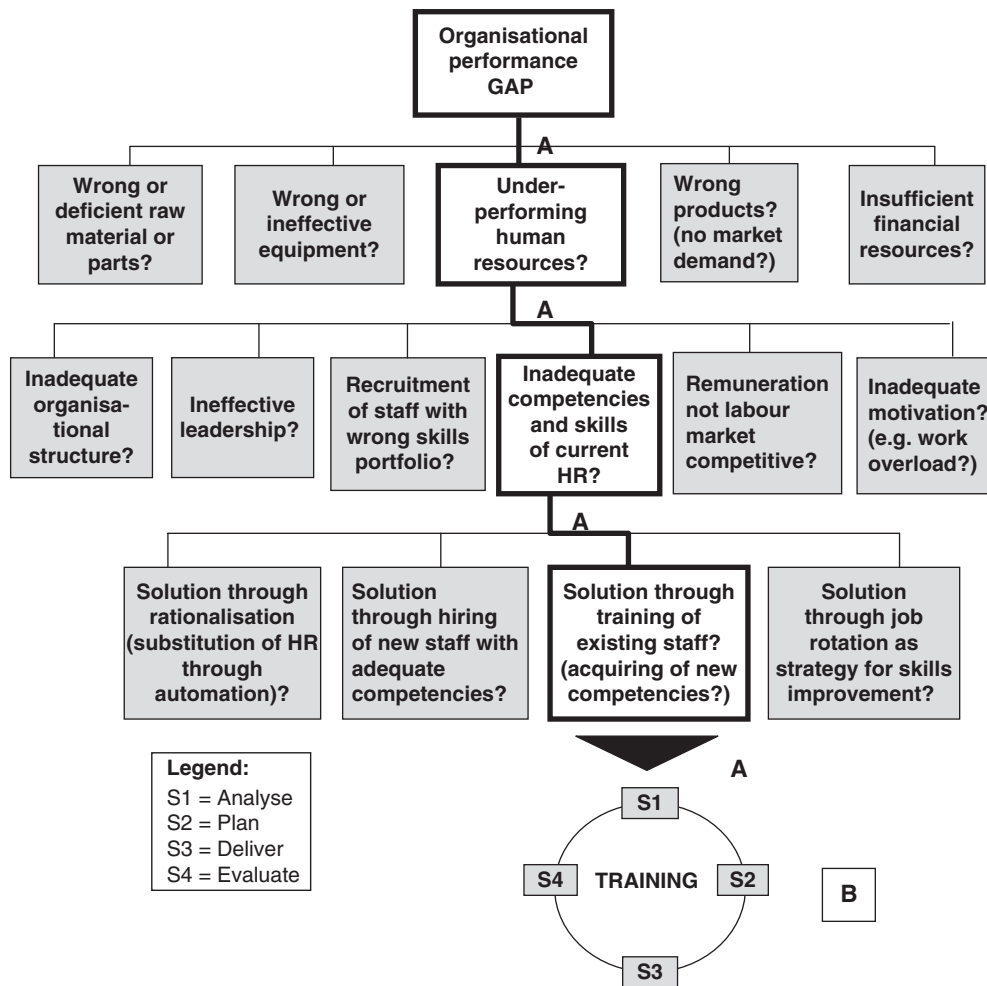 Organisational
performance
GAP
A
Wrong or
deficient raw
material or
parts?
Wrong or
ineffective
equipment?
Under-
performing
human
resources?
Wrong
products?
(no market
demand?)
Insufficient
financial
resources?
A
Inadequate
organisa-
tional
structure?
Ineffective
leadership?
Recruitment
of staff with
wrong skills
portfolio?
Inadequate
competencies
and skills
of current
HR?
Remuneration
not labour
market
competitive?
Inadequate
motivation?
(e.g. work
overload?)
A
Solution through
rationalisation
(substitution of HR
through
automation)?
Solution
through hiring
of new staff with
adequate
competencies?
Solution through
training of
existing staff?
(acquiring of new
competencies?)
Solution
through job
rotation as
strategy for skills
improvement?
Legend:
S1 = Analyse
S2 = Plan
S3 = Deliver
S4 = Evaluate
A
S1
S4
TRAINING
S2
B
S3